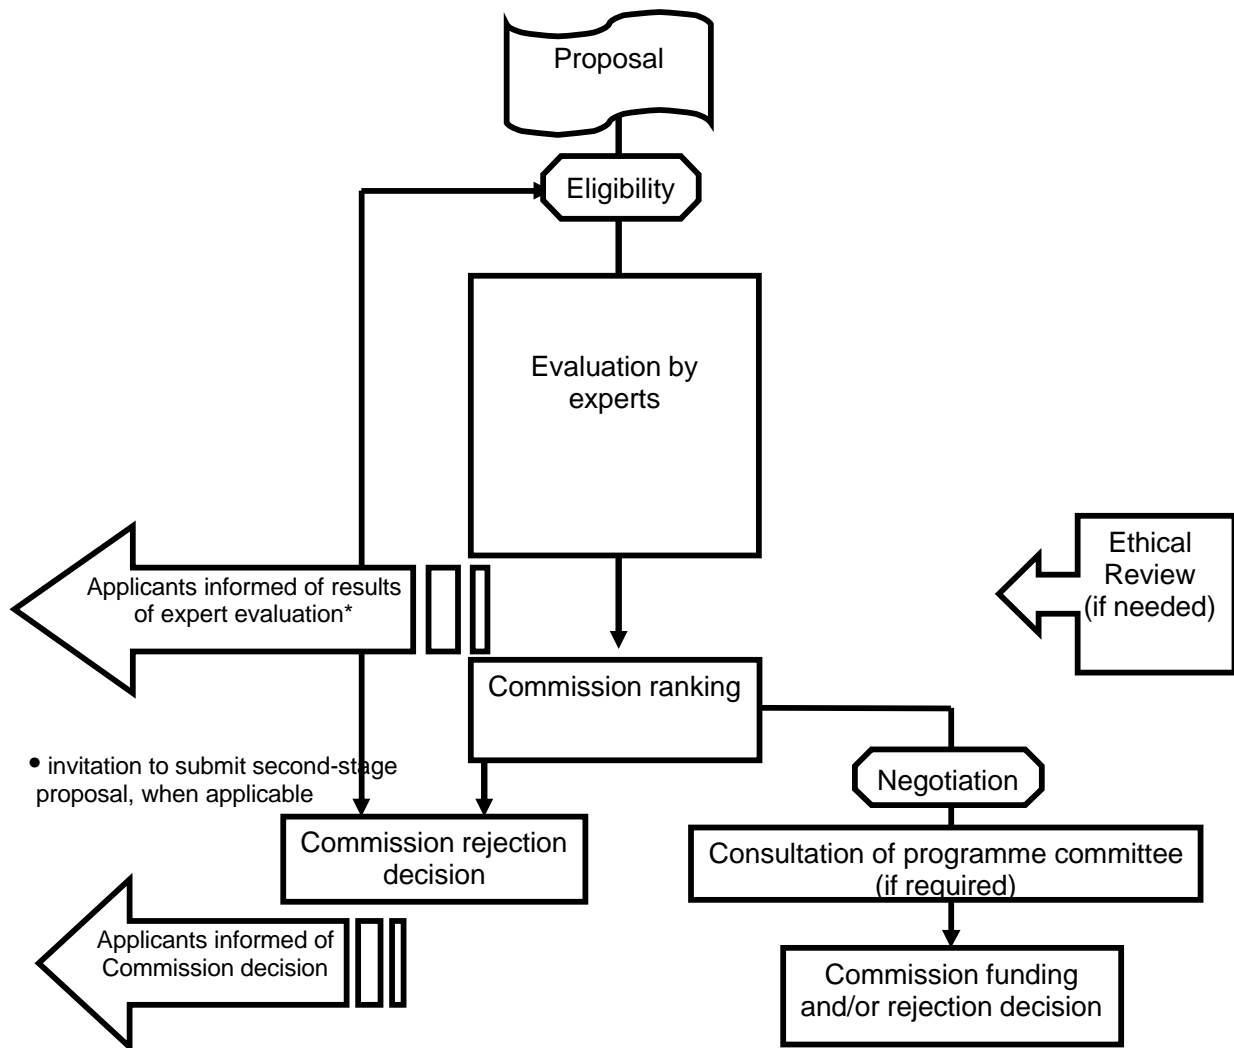 Proposal
Eligibility
Evaluation by
experts
Ethical
Review
(if needed)
Applicants informed of results
of expert evaluation*
Commission ranking
• invitation to submit second-stage
proposal, when applicable
Negotiation
Commission rejection
decision
Consultation of programme committee
(if required)
Applicants informed of
Commission decision
Commission funding
and/or rejection decision